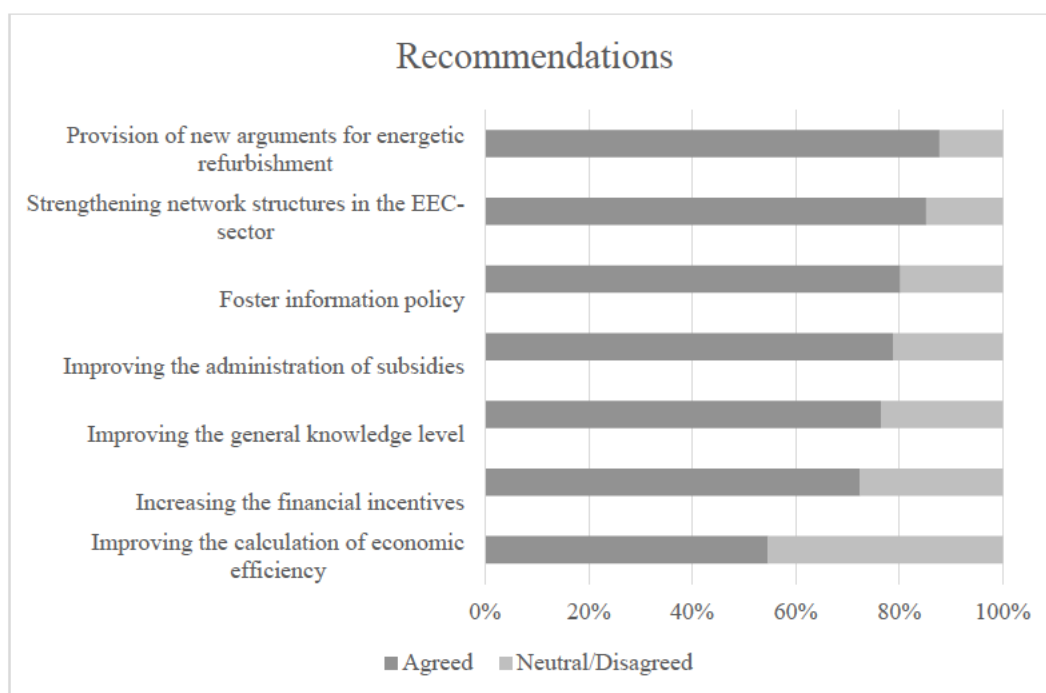 Recommendations
Provision of new arguments for energetic
refurbishment
Strengthening network structures in the EEC-
sector
Foster information policy
Improving the administration of subsidies
Improving the general knowledge level
Increasing the financial incentives
Improving the calculation of economic
efficiency
0% 20% 40% 60% 80% 100%
Agreed Neutral/Disagreed